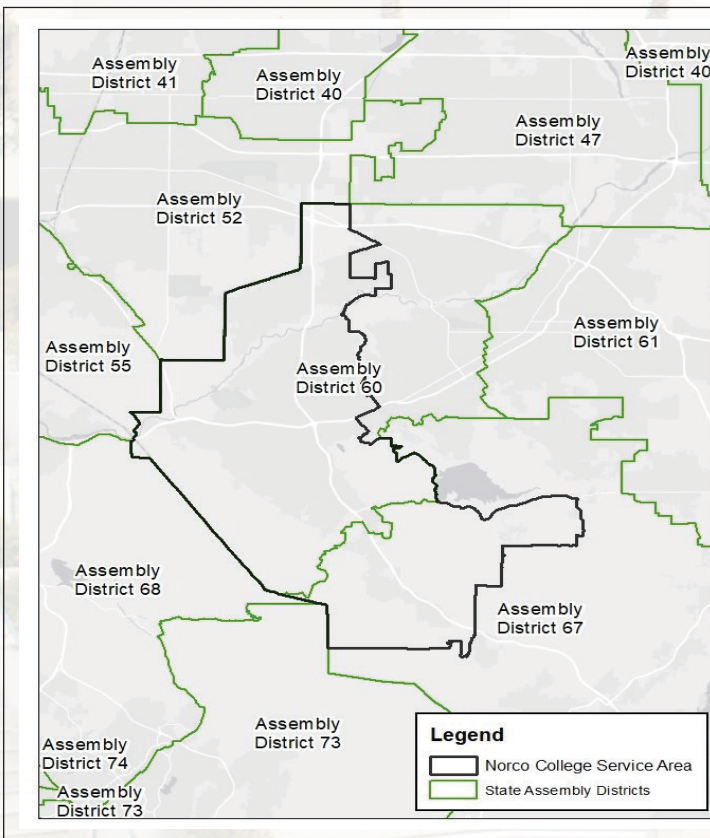 Assembly
District 41
Assembly
District 40
Assembly
District 40
Assembly
District 47
Assembly
District 52
Assembly
District 55
Assembly
District 60
Assembly
District 61
Assembly
District 68
Assembly
District 67
Assembly
District 73
Assembly
District 74
Assembly
District 73
Legend
Norco College Service Area
State Assembly Districts